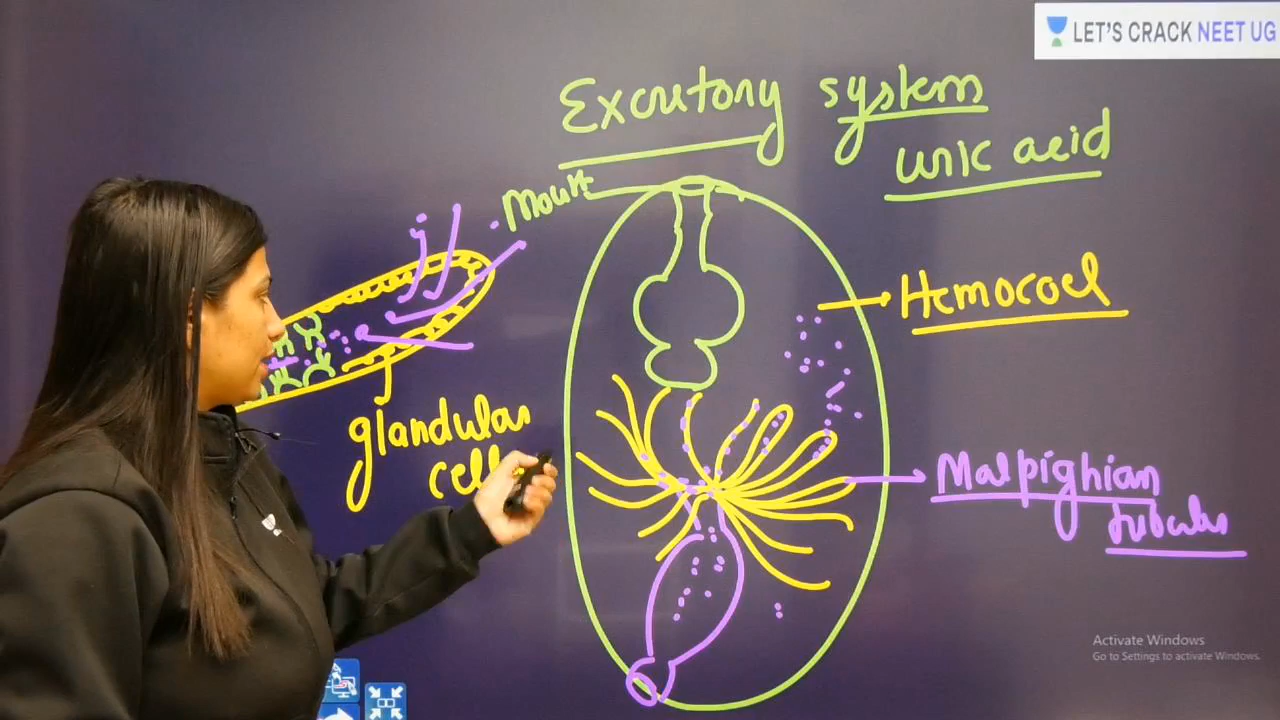 LET'S CRACK NEET UG
Excretory system
uric acid
Mouth
Hemocoel
glandular
cells
Malpighian
tubules
Activate Windows
Go to Settings to activate Windows.